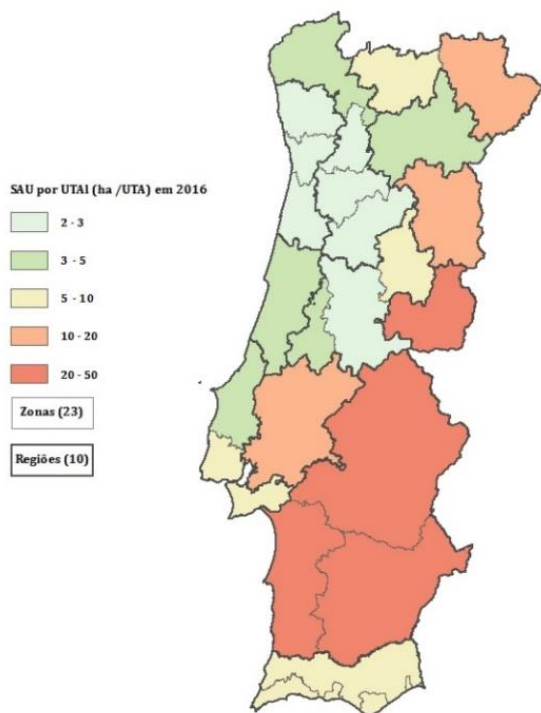 SAU por UTAl (ha /UTA) em 2016
2 - 3
3 - 5
5 - 10
10 - 20
20 - 50
Zonas (23)
Regiões (10)